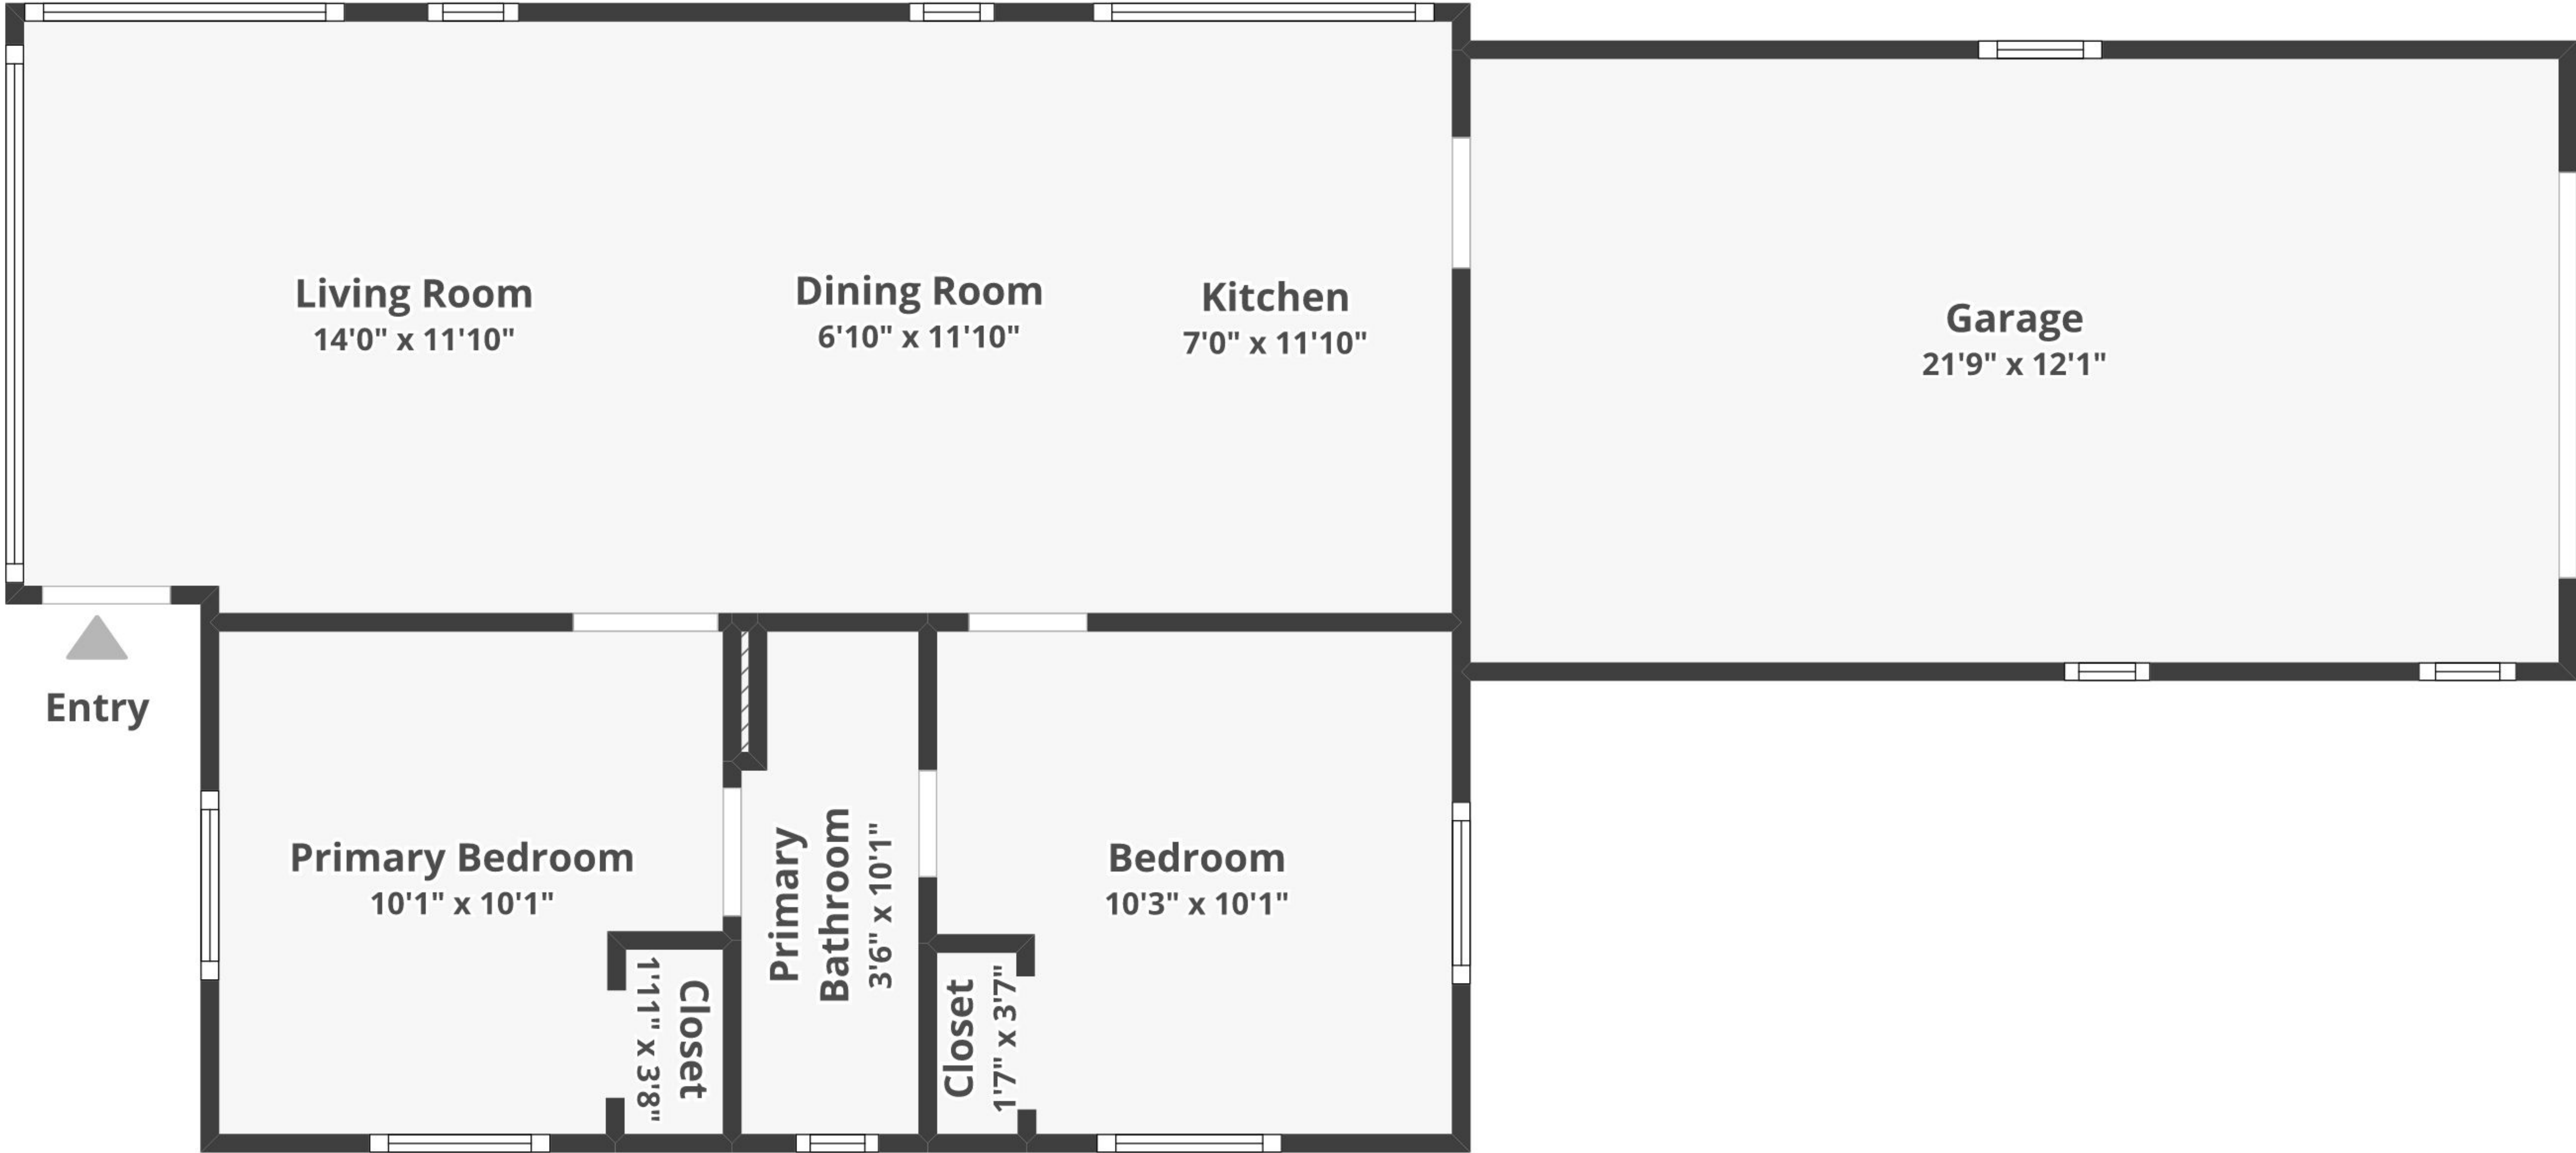 Living Room
14'0" x 11'10"
Dining Room
6'10" x 11'10"
Kitchen
7'0" x 11'10"
Garage
21'9" x 12'1"
Entry
Primary Bedroom
10'1" x 10'1"
Closet
1'11" x 3'8"
Primary
Bathroom
3'6" x 10'1"
Closet
1'7" x 3'7"
Bedroom
10'3" x 10'1"